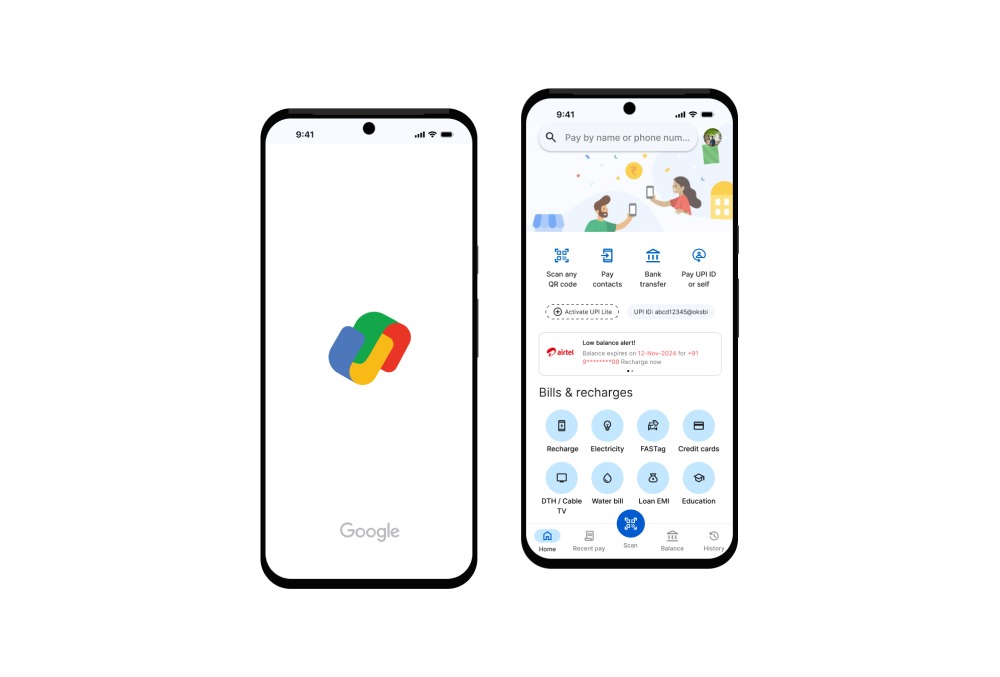 9:41
Google
9:41
Pay by name or phone num...
Scan any
QR code
Pay
contacts
Bank
transfer
Pay UPI ID
or self
Activate UPI Lite
UPI ID: abcd12345@oksbi
airtel
Low balance alert!
Balance expires on 12-Nov-2024 for +91
9********09 Recharge now
Bills & recharges
Recharge
Electricity
FASTag
Credit cards
DTH / Cable
TV
Water bill
Loan EMI
Education
Home
Recent pay
Scan
Balance
History